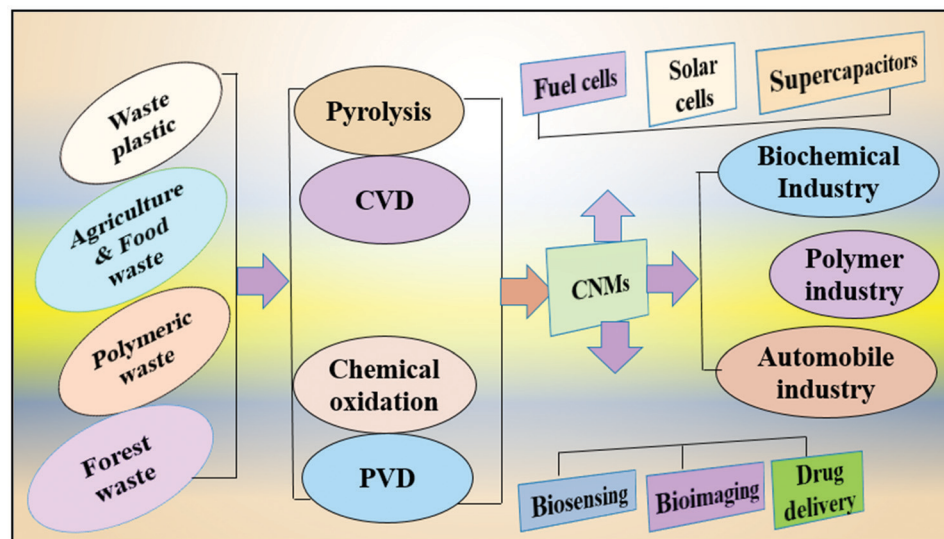 Waste
plastic
Agriculture
& Food
waste
Polymeric
waste
Forest
waste
Pyrolysis
CVD
Chemical
oxidation
PVD
CNMs
Fuel cells
Solar
cells
Supercapacitors
Biochemical
Industry
Polymer
industry
Automobile
industry
Biosensing
Bioimaging
Drug
delivery